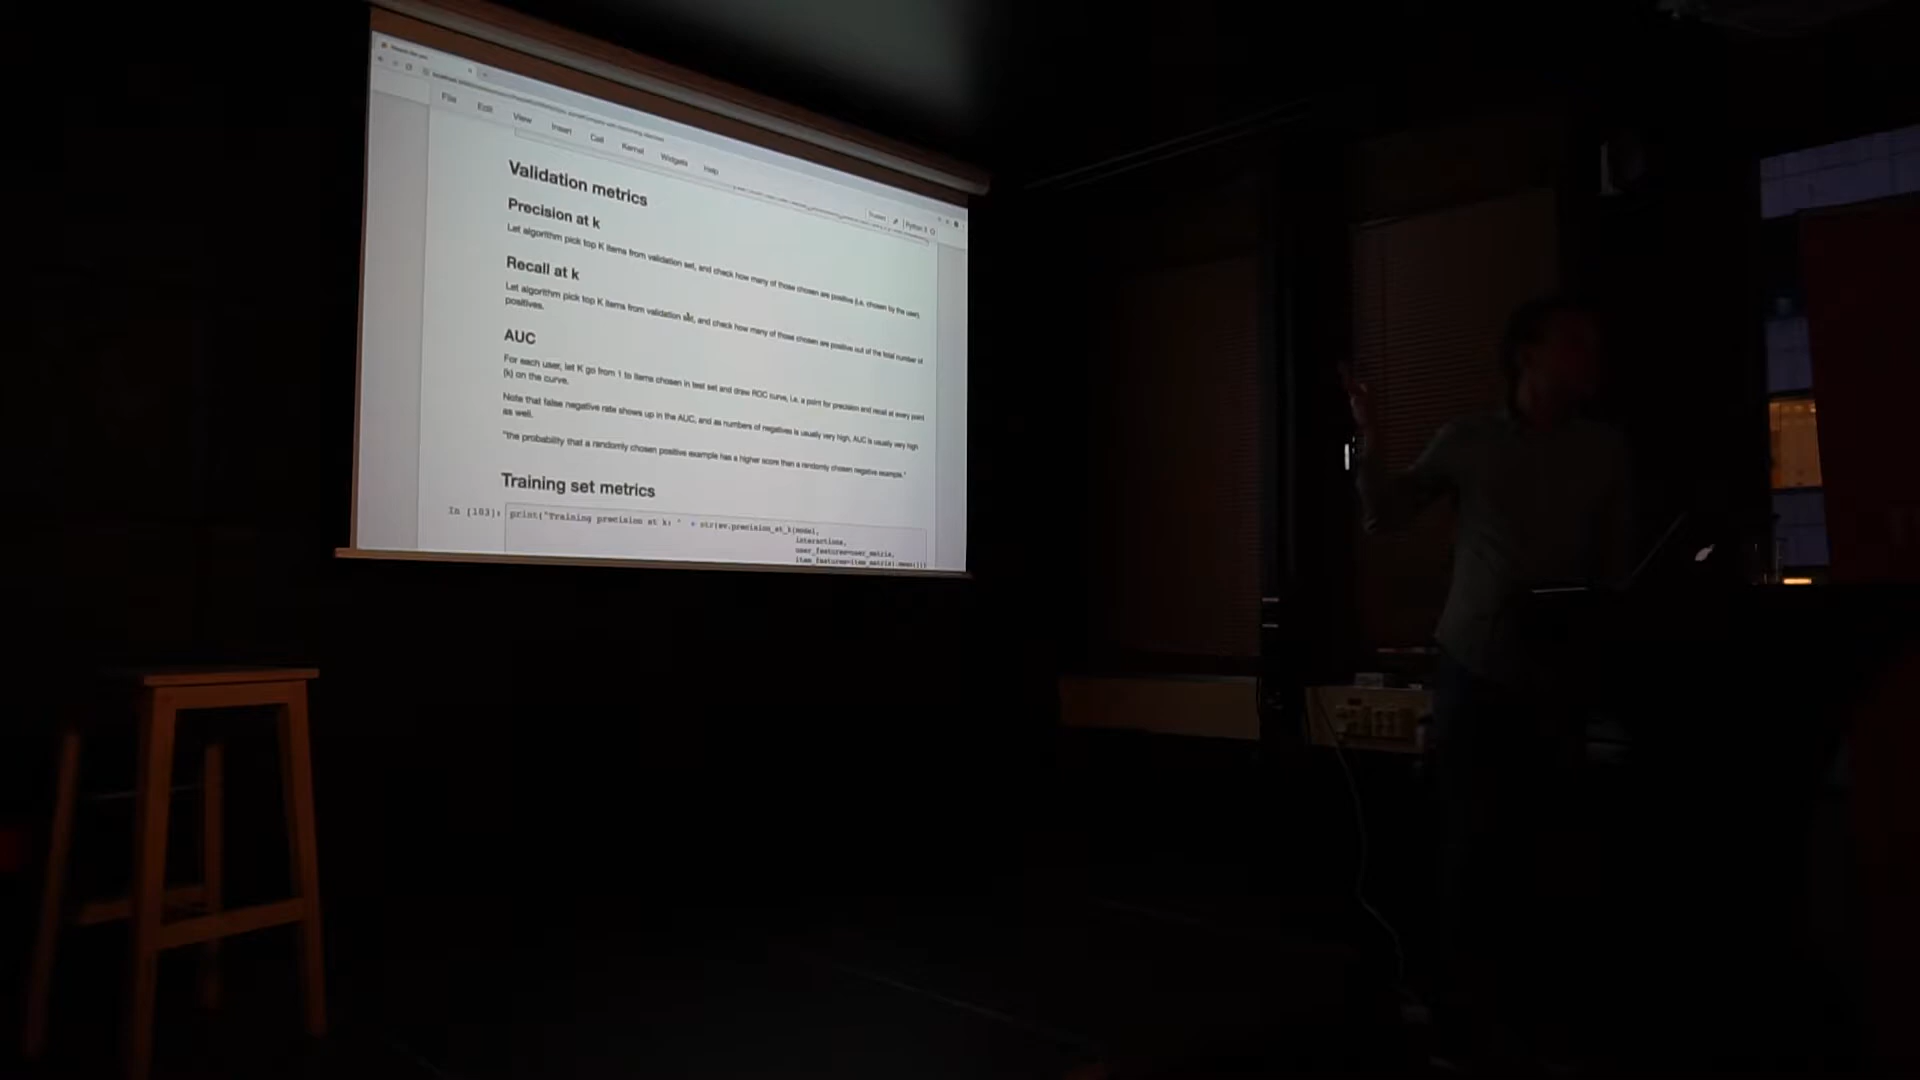 File Edit View Insert Cell Kernel Widgets Help
Trusted Python 3
Validation metrics
Precision at k
Let algorithm pick top K items from validation set, and check how many of those chosen are positive (i.e. chosen by the user).
Recall at k
Let algorithm pick top K items from validation set, and check how many of those chosen are positive out of the total number of
positives.
AUC
For each user, let K go from 1 to items chosen in test set and draw ROC curve, i.e. a point for precision and recall at every point
(k) on the curve.
Note that false negative rate shows up in the AUC, and as numbers of negatives is usually very high, AUC is usually very high
as well.
"the probability that a randomly chosen positive example has a higher score than a randomly chosen negative example."
Training set metrics
In [103]: print("Training precision at k: " + str(ev.precision_at_k(model,
interactions,
user_features=user_matrix,
item_features=item_matrix).mean()))